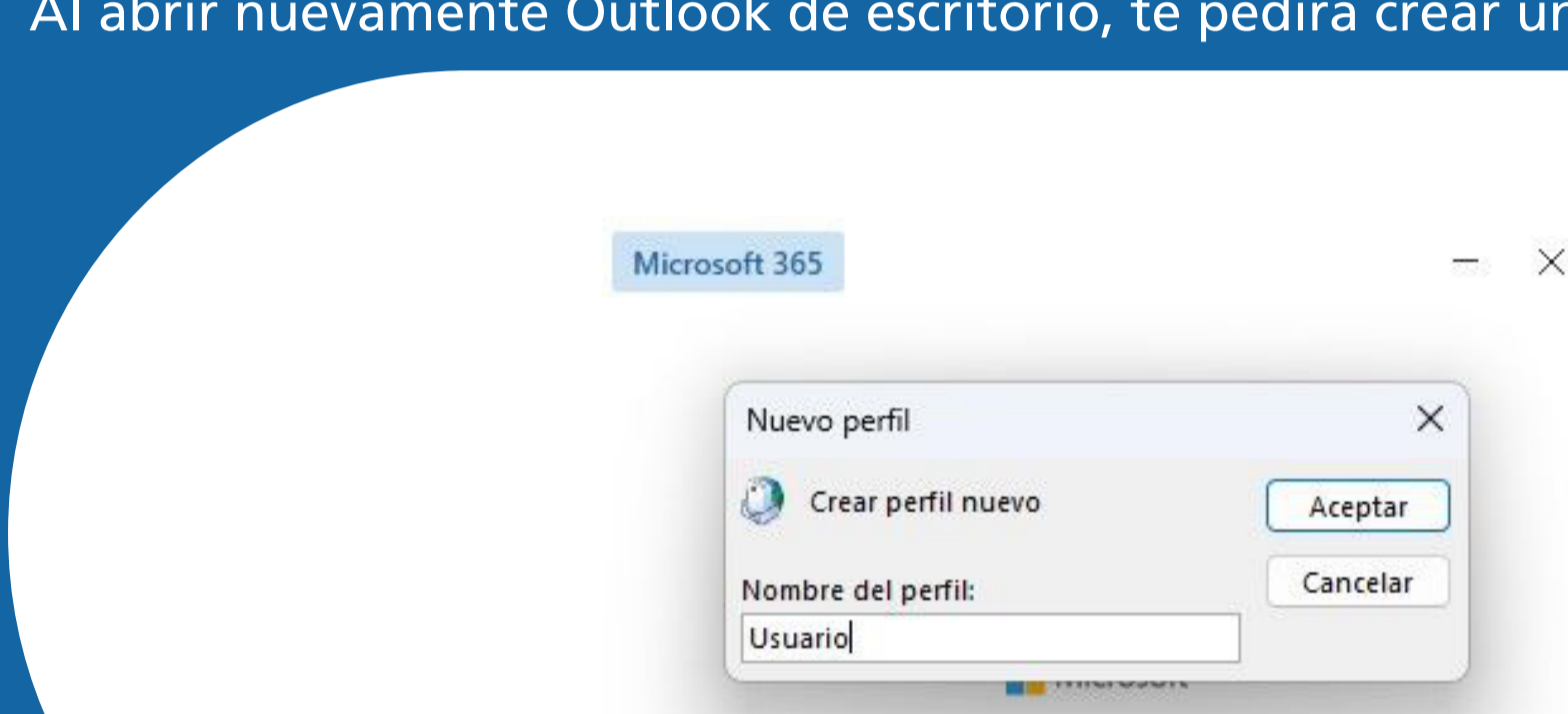 Al abrir nuevamente Outlook de escritorio, te pedirá crear un
Microsoft 365
Nuevo perfil
Crear perfil nuevo
Aceptar
Nombre del perfil:
Cancelar
Usuario